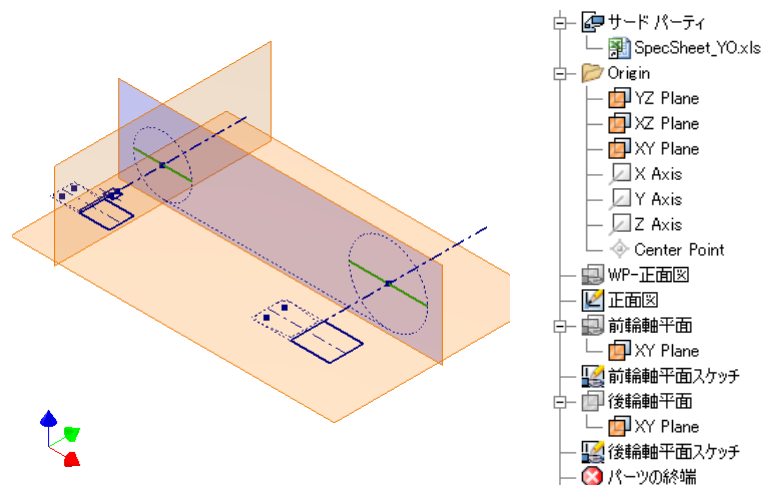 サード パーティ
SpecSheet_YO.xls
Origin
YZ Plane
XZ Plane
XY Plane
X Axis
Y Axis
Z Axis
Center Point
WP-正面図
正面図
前輪軸平面
XY Plane
前輪軸平面スケッチ
後輪軸平面
XY Plane
後輪軸平面スケッチ
パーツの終端